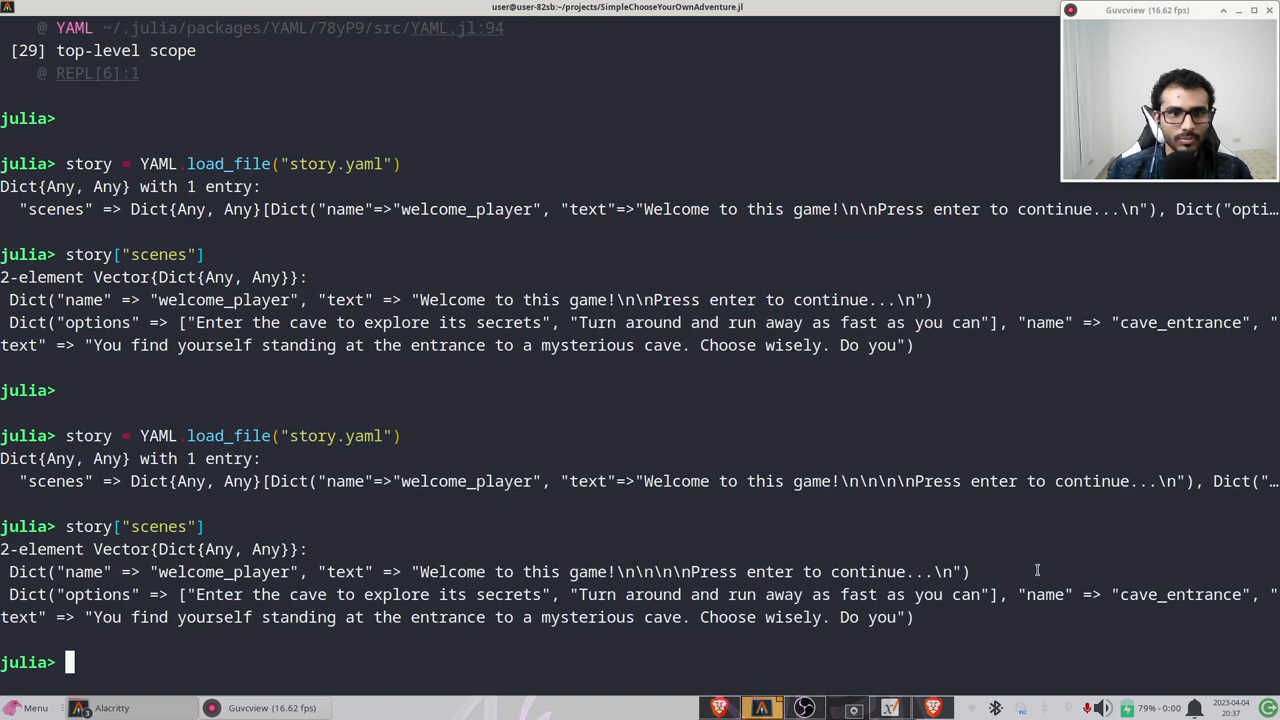 user@user-82sb:~/projects/SimpleChooseYourOwnAdventure.jl
Guvcview (16.62 fps)
@ YAML ~/.julia/packages/YAML/78yP9/src/YAML.jl:94
[29] top-level scope
@ REPL[6]:1
julia>
julia> story = YAML.load_file("story.yaml")
Dict{Any, Any} with 1 entry:
"scenes" => Dict{Any, Any}[Dict("name"=>"welcome_player", "text"=>"Welcome to this game!\n\nPress enter to continue...\n"), Dict("opti…
julia> story["scenes"]
2-element Vector{Dict{Any, Any}}:
Dict("name" => "welcome_player", "text" => "Welcome to this game!\n\nPress enter to continue...\n")
Dict("options" => ["Enter the cave to explore its secrets", "Turn around and run away as fast as you can"], "name" => "cave_entrance", "
text" => "You find yourself standing at the entrance to a mysterious cave. Choose wisely. Do you")
julia>
julia> story = YAML.load_file("story.yaml")
Dict{Any, Any} with 1 entry:
"scenes" => Dict{Any, Any}[Dict("name"=>"welcome_player", "text"=>"Welcome to this game!\n\n\n\nPress enter to continue...\n"), Dict("…
julia> story["scenes"]
2-element Vector{Dict{Any, Any}}:
Dict("name" => "welcome_player", "text" => "Welcome to this game!\n\n\n\nPress enter to continue...\n")
Dict("options" => ["Enter the cave to explore its secrets", "Turn around and run away as fast as you can"], "name" => "cave_entrance", "
text" => "You find yourself standing at the entrance to a mysterious cave. Choose wisely. Do you")
julia>
Menu
3
Alacritty
Guvcview (16.62 fps)
79% - 0:00
2023-04-04
20:37